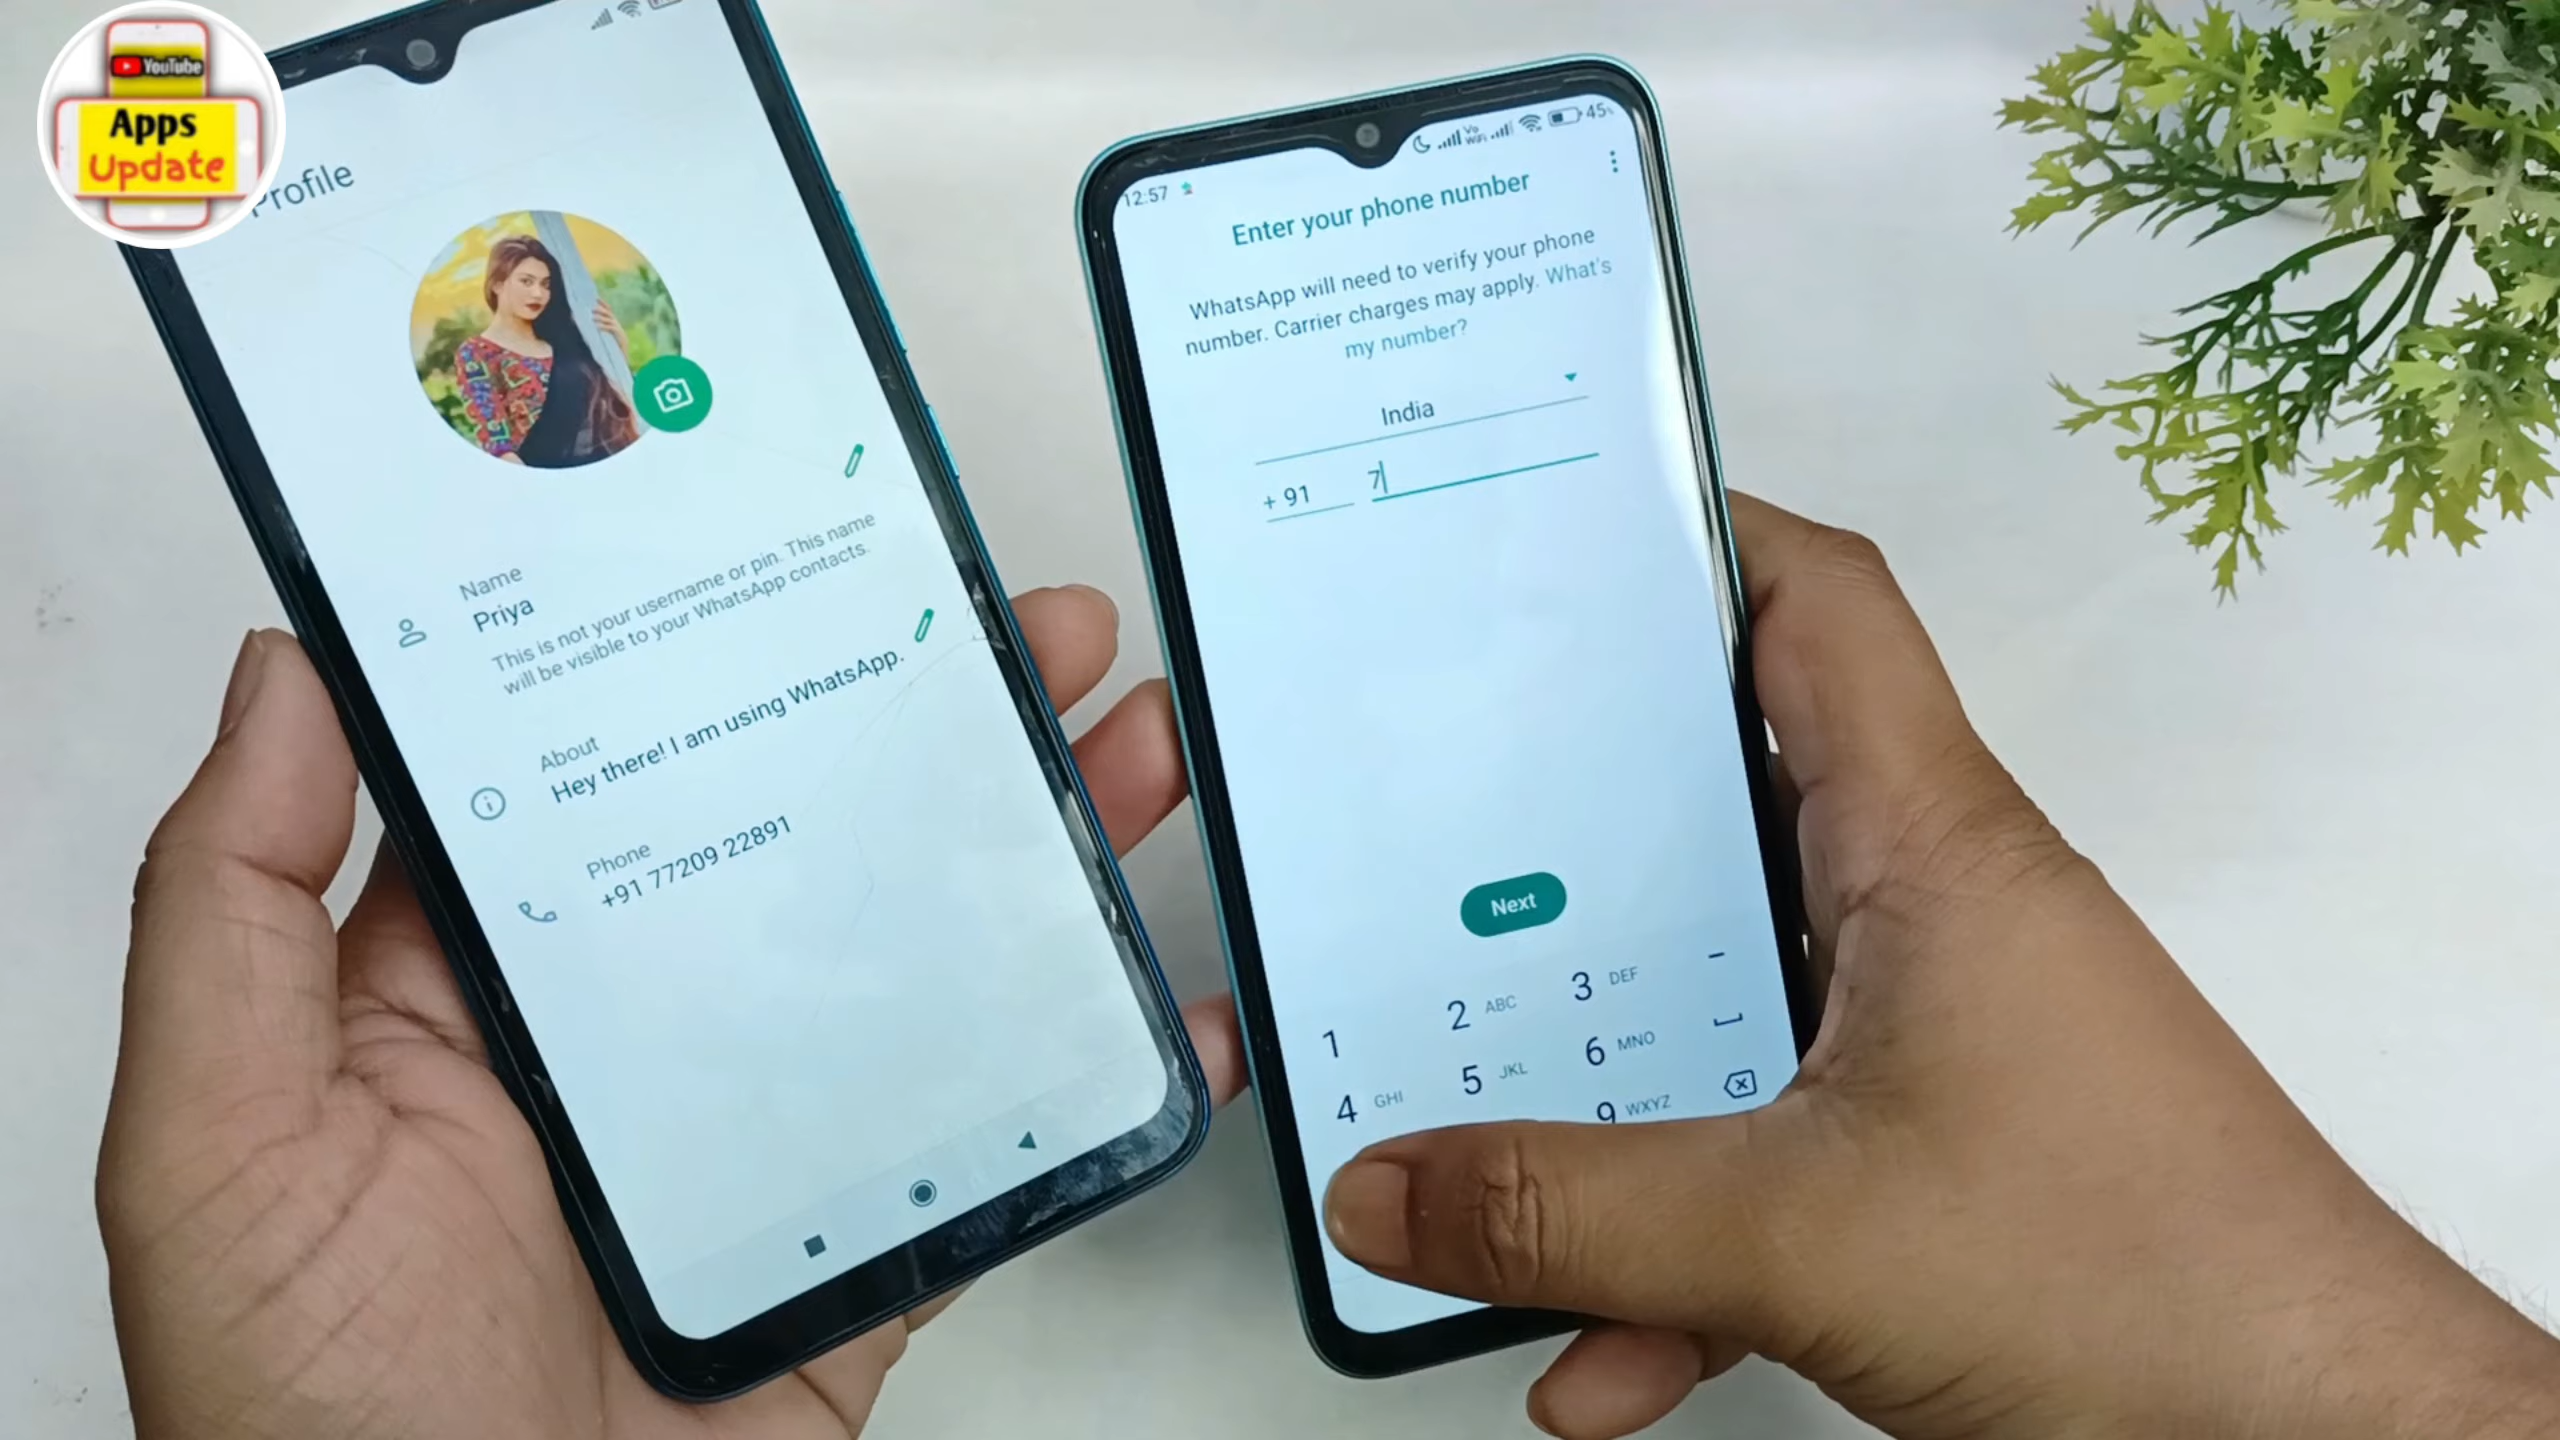 YouTube
Apps
Update
Profile
Name
Priya
This is not your username or pin. This name
will be visible to your WhatsApp contacts.
About
Hey there! I am using WhatsApp.
Phone
+91 77209 22891
12:57
Vo
WiFi
45%
Enter your phone number
WhatsApp will need to verify your phone
number. Carrier charges may apply. What's
my number?
India
+ 91 7
Next
1 2 ABC 3 DEF -
4 GHI 5 JKL 6 MNO
9 WXYZ